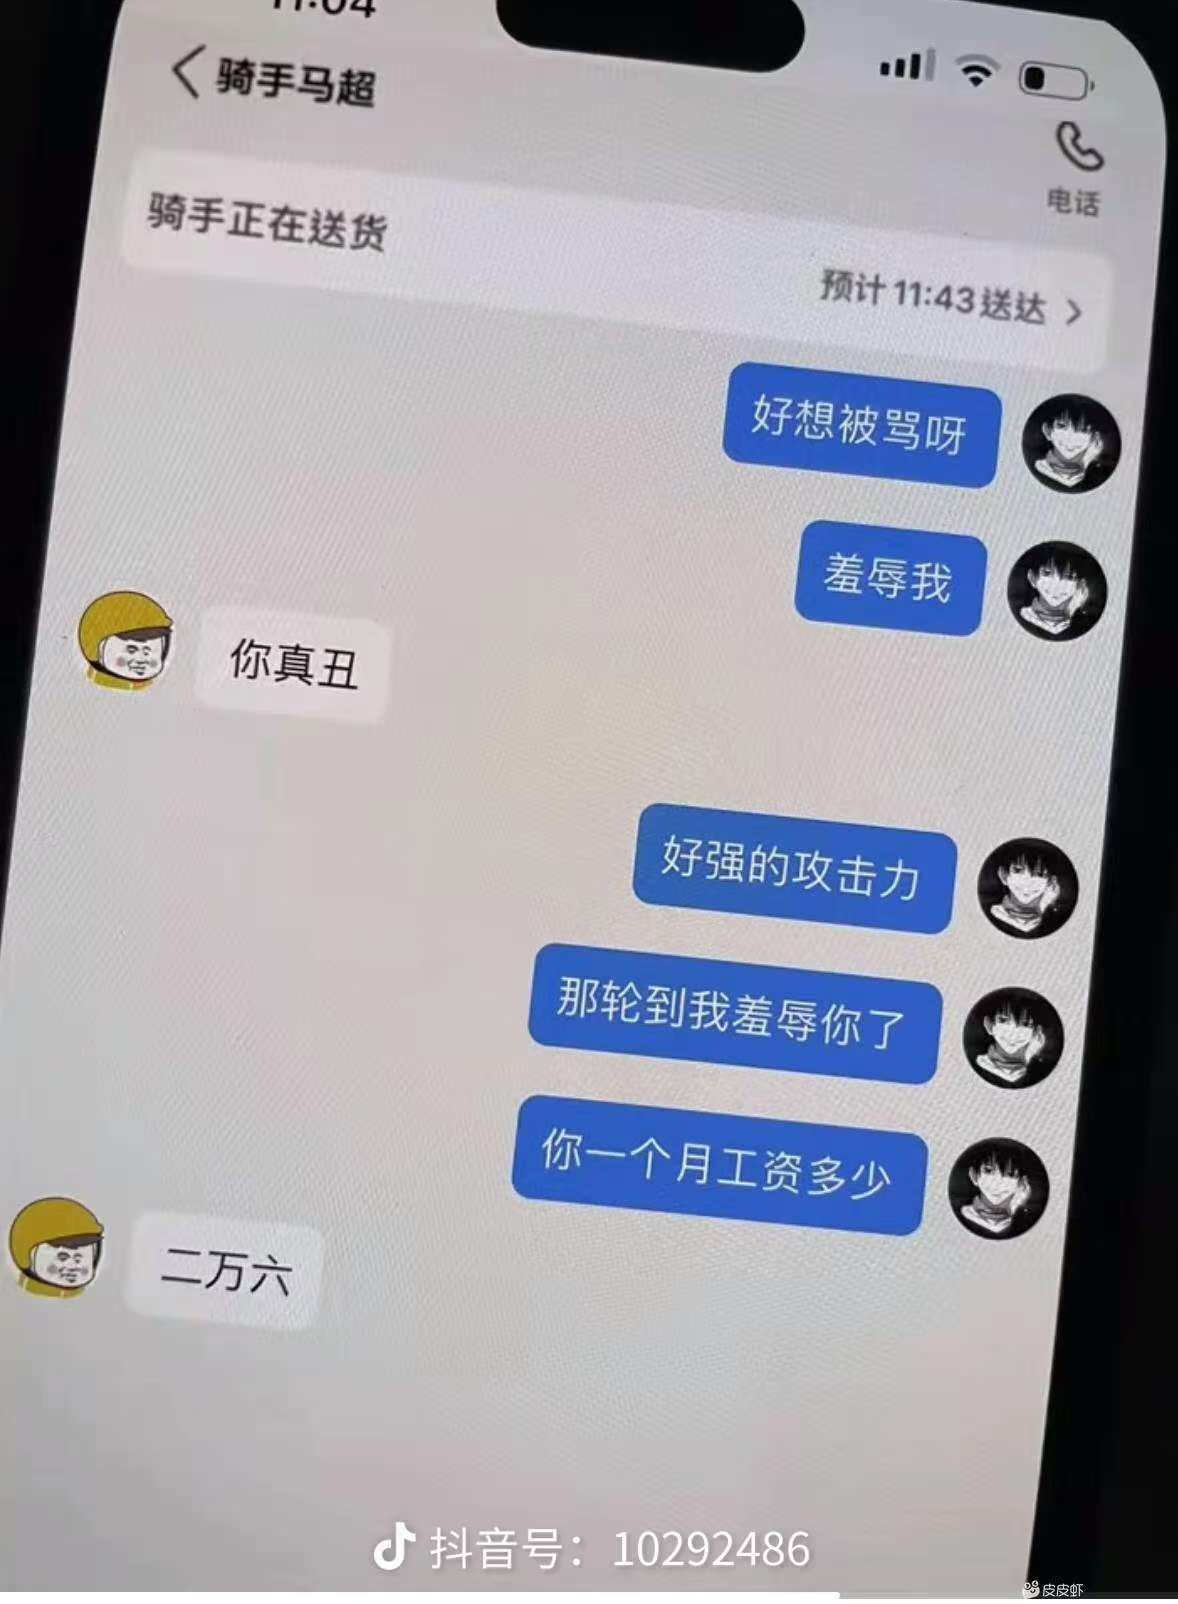 11:04
骑手马超
电话
骑手正在送货
预计11:43送达
好想被骂呀
羞辱我
你真丑
好强的攻击力
那轮到我羞辱你了
你一个月工资多少
二万六
抖音号：10292486
皮皮虾